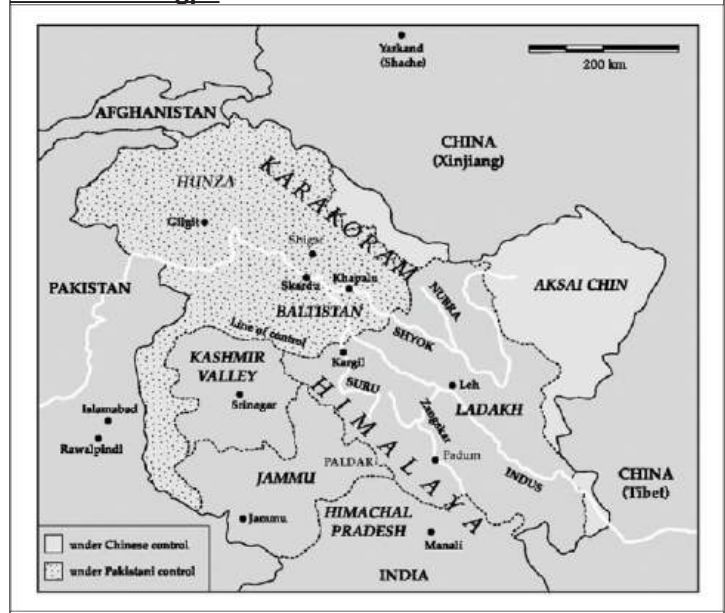 Yarkand
(Shache)
200 km
AFGHANISTAN
CHINA
(Xinjiang)
KARAKORAM
HUNZA
Gilgit
Shigar
Skardu
Khapalu
NUBRA
AKSAI CHIN
PAKISTAN
BALTISTAN
Line of control
SHYOK
KASHMIR
VALLEY
Kargil
SURU
Leh
LADAKH
Srinagar
Islamabad
Rawalpindi
HIMALAYA
Zangskar
PALDAR
Padum
INDUS
CHINA
(Tibet)
JAMMU
Jammu
HIMACHAL
PRADESH
Manali
INDIA
under Chinese control
under Pakistani control